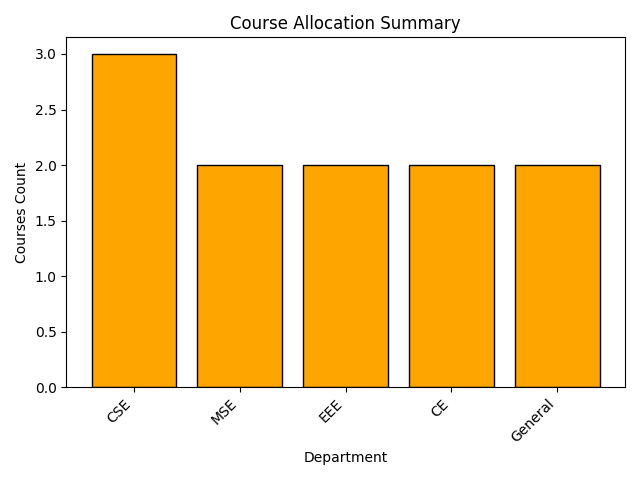 Course Allocation Summary
Courses Count
3.0
2.5
2.0
1.5
1.0
0.5
0.0
CSE
MSE
EEE
CE
General
Department